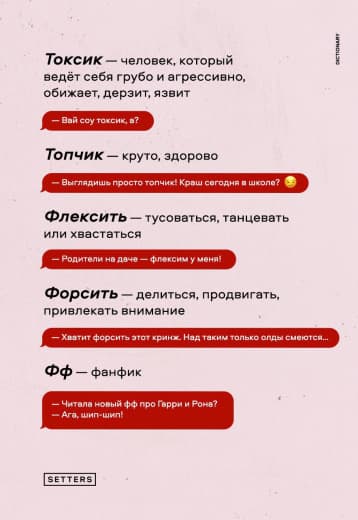 DICTIONARY
Токсик — человек, который
ведёт себя грубо и агрессивно,
обижает, дерзит, язвит
— Вай соу токсик, а?
Топчик — круто, здорово
— Выглядишь просто топчик! Краш сегодня в школе? 😏
Флексить — тусоваться, танцевать
или хвастаться
— Родители на даче — флексим у меня!
Форсить — делиться, продвигать,
привлекать внимание
— Хватит форсить этот кринж. Над таким только олды смеются...
Фф — фанфик
— Читала новый фф про Гарри и Рона?
— Ага, шип-шип!
SETTERS